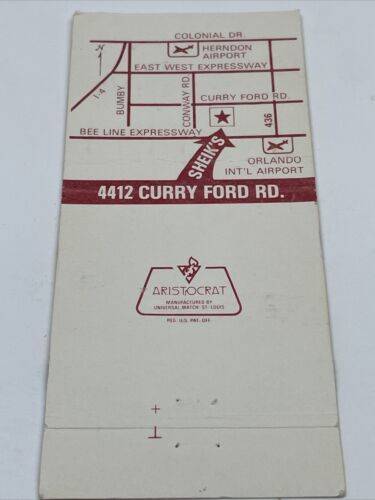 COLONIAL DR.
N
HERNDON
AIRPORT
EAST WEST EXPRESSWAY
I-4
BUMBY
CONWAY RD.
CURRY FORD RD.
436
BEE LINE EXPRESSWAY
SHEIK'S
ORLANDO
INT'L AIRPORT
4412 CURRY FORD RD.
ARISTOCRAT
MANUFACTURED BY
UNIVERSAL MATCH ST. LOUIS
REG. U.S. PAT. OFF.